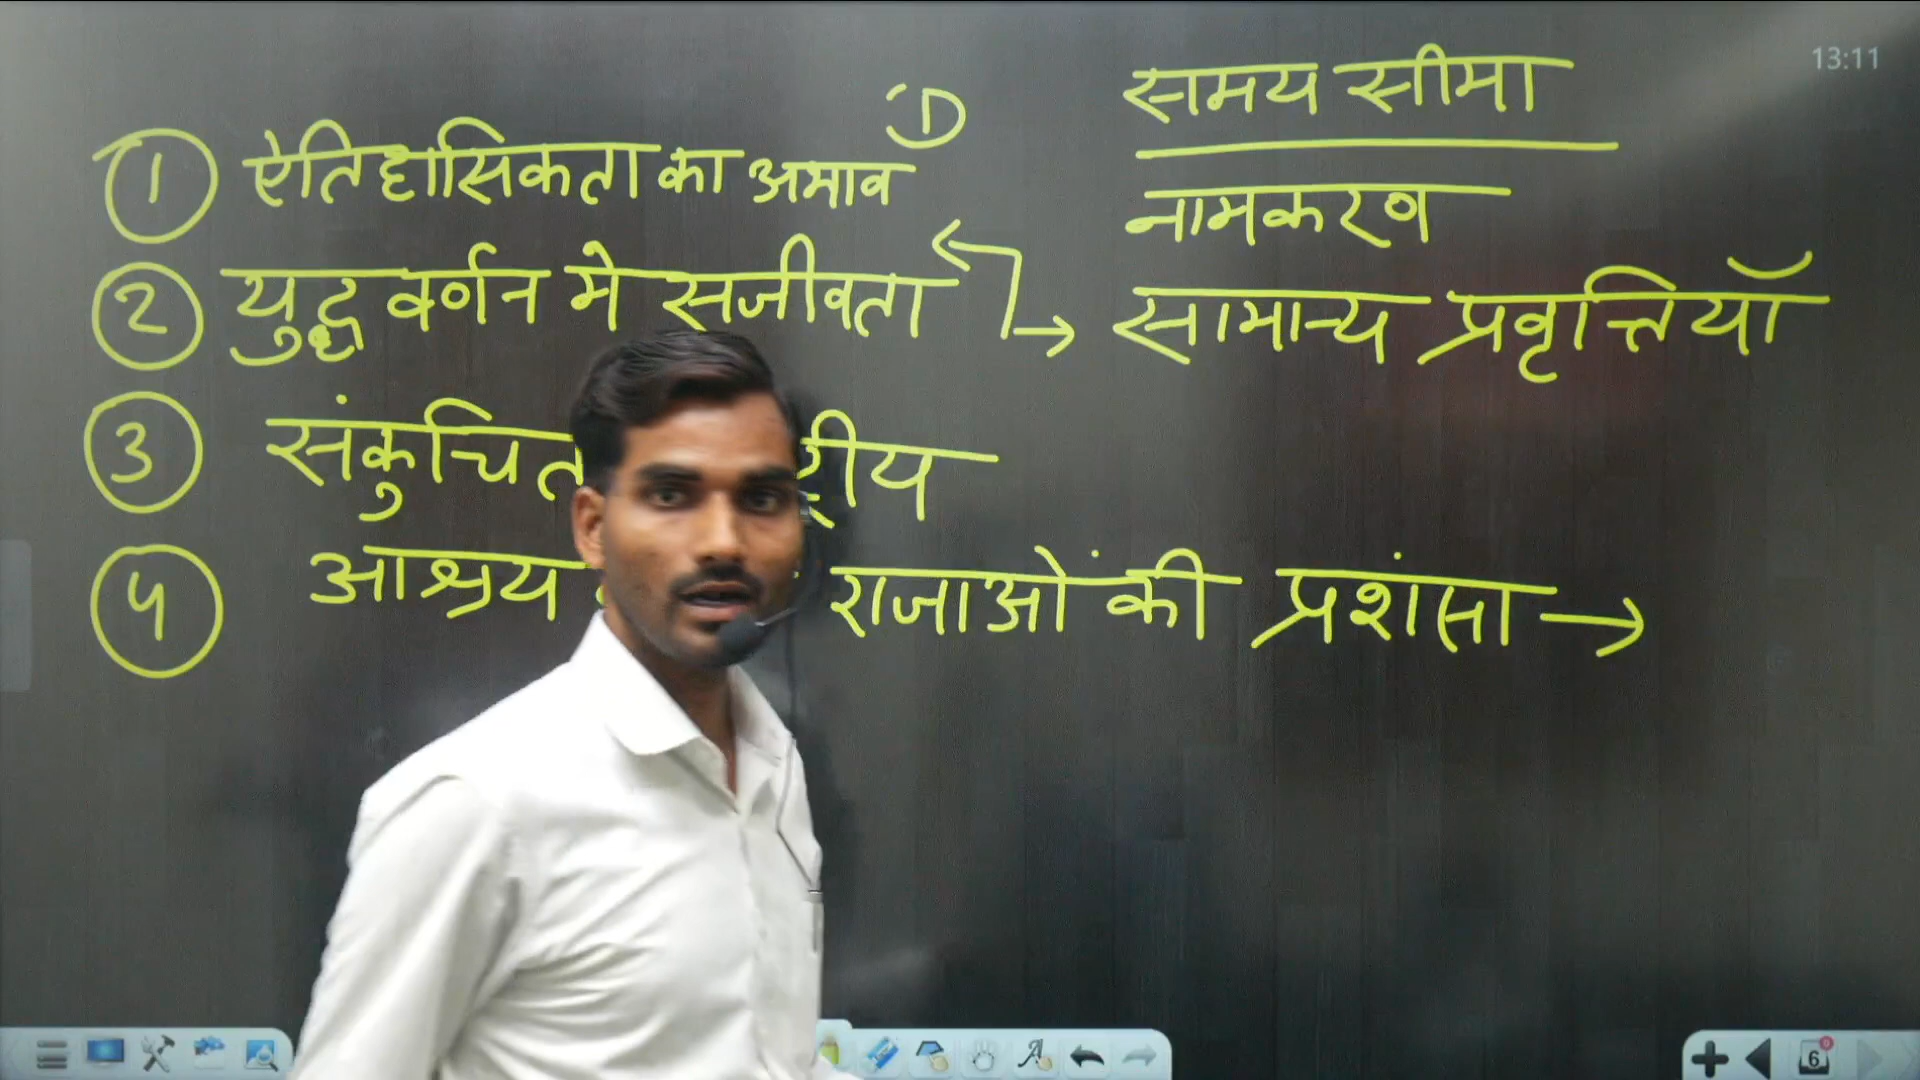 13:11
समय सीमा
नामकरण
सामान्य प्रवृत्तियाँ
1 ऐतिहासिकता का अभाव
2 युद्ध वर्णन मे सजीवता
3 संकुचित
4 आश्रय राजाओं की प्रशंसा →
6